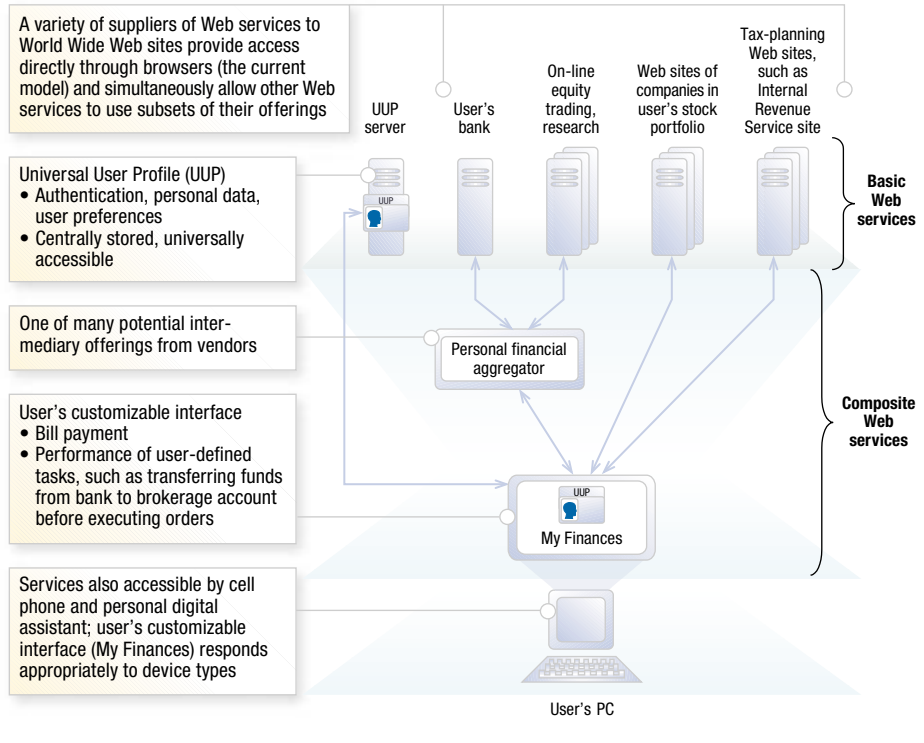 A variety of suppliers of Web services to
World Wide Web sites provide access
directly through browsers (the current
model) and simultaneously allow other Web
services to use subsets of their offerings
UUP
server
User's
bank
On-line
equity
trading,
research
Web sites of
companies in
user's stock
portfolio
Tax-planning
Web sites,
such as
Internal
Revenue
Service site
Universal User Profile (UUP)
• Authentication, personal data,
user preferences
• Centrally stored, universally
accessible
UUP
Basic
Web
services
One of many potential inter-
mediary offerings from vendors
Personal financial
aggregator
Composite
Web
services
User's customizable interface
• Bill payment
• Performance of user-defined
tasks, such as transferring funds
from bank to brokerage account
before executing orders
UUP
My Finances
Services also accessible by cell
phone and personal digital
assistant; user's customizable
interface (My Finances) responds
appropriately to device types
User's PC